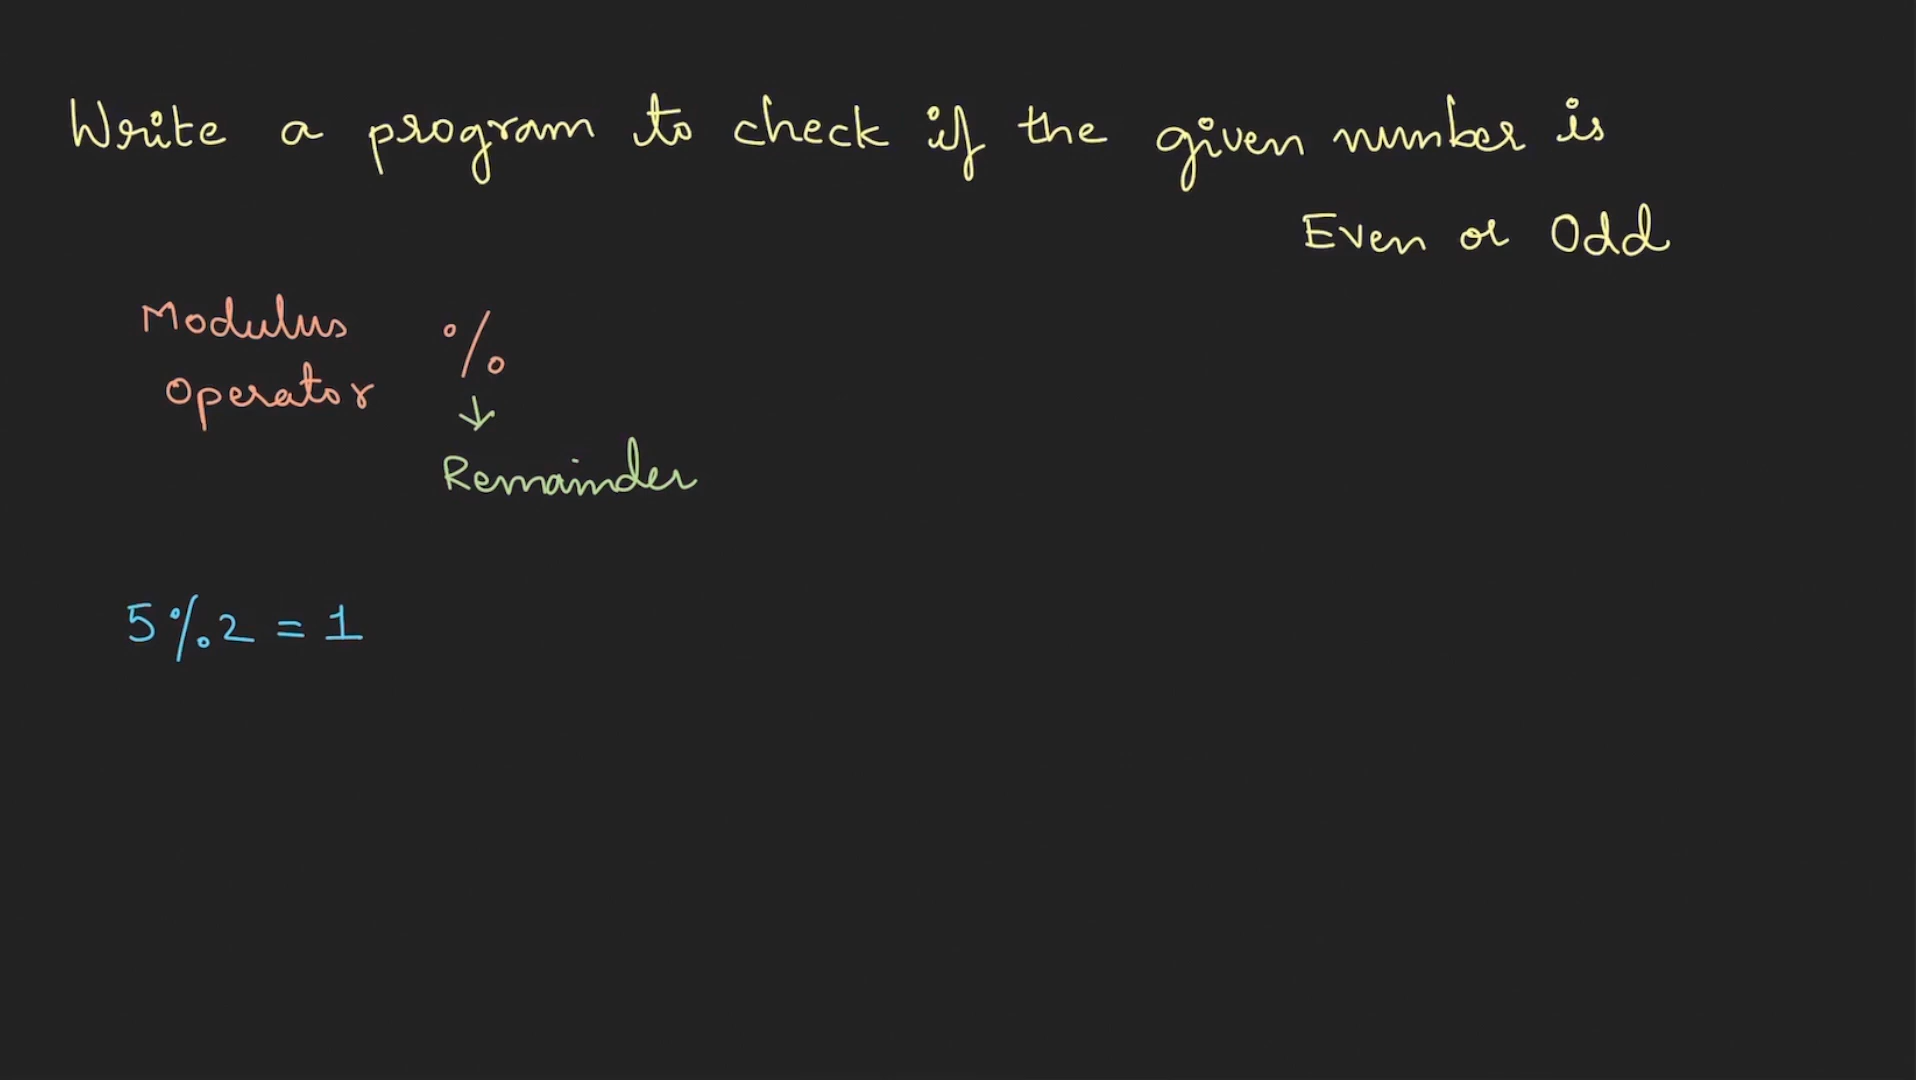 Write a program to check if the given number is
Even or Odd
Modulus %
Operator
↓
Remainder
5%2 = 1